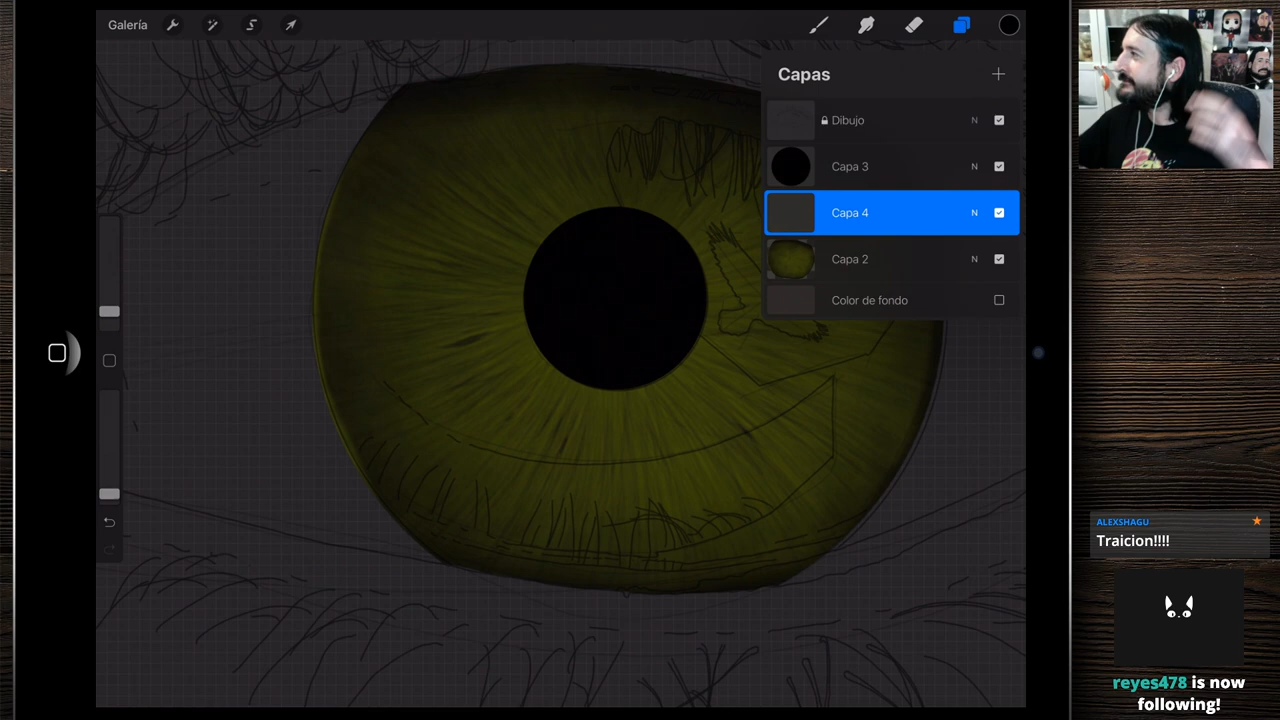 Galería
Capas
Dibujo N
Capa 3 N
Capa 4 N
Capa 2 N
Color de fondo
ALEXSHAGU
Traicion!!!!
reyes478 is now
following!